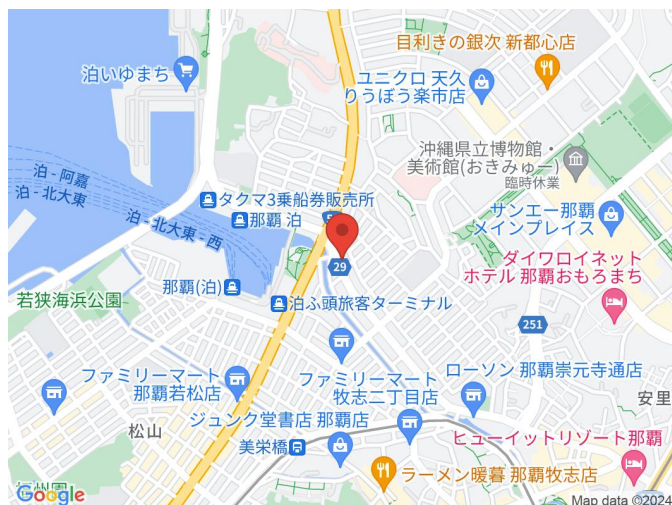 目利きの銀次 新都心店
泊いゆまち
ユニクロ 天久
りうぼう楽市店
沖縄県立博物館・
美術館(おきみゅー)
臨時休業
泊 - 阿嘉
泊 - 北大東
泊 - 北大東 - 西
タクマ3乗船券販売所
那覇 泊
サンエー那覇
メインプレイス
29
ダイワロイネット
ホテル 那覇おもろまち
那覇(泊)
若狭海浜公園
泊ふ頭旅客ターミナル
251
ファミリーマート
那覇若松店
ファミリーマート
牧志二丁目店
ローソン 那覇崇元寺通店
安里
松山
ジュンク堂書店 那覇店
美栄橋
ヒューイットリゾート那覇
ラーメン暖暮 那覇牧志店
Google
Map data ©2024